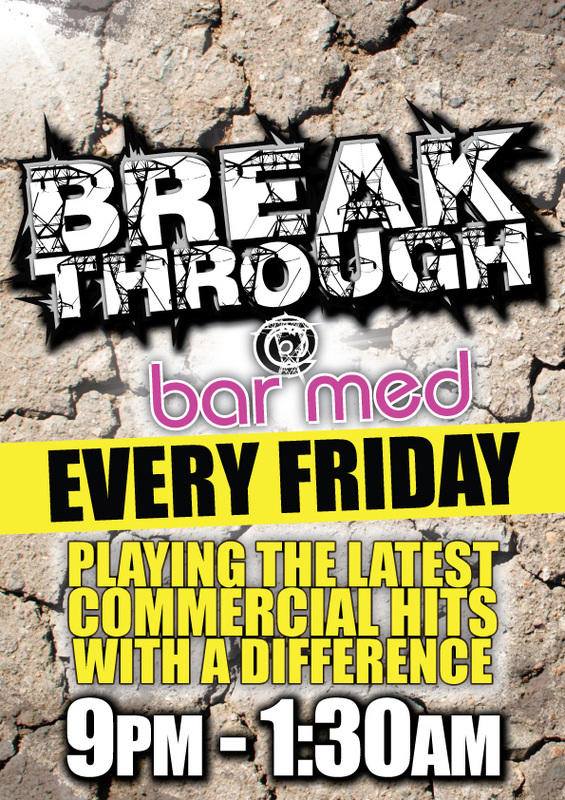 BREAK
THROUGH
@
bar med
EVERY FRIDAY
PLAYING THE LATEST
COMMERCIAL HITS
WITH A DIFFERENCE
9PM - 1:30AM